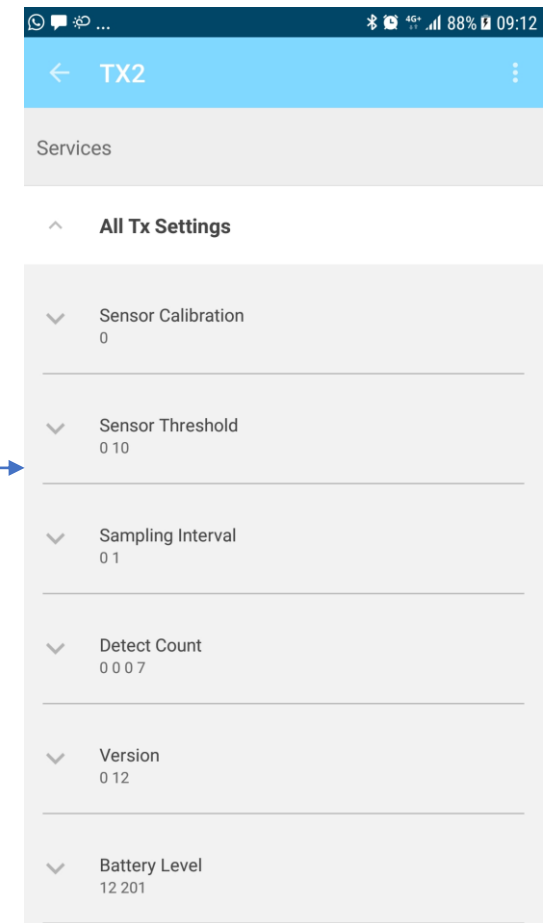 ... 4G+ 88% 09:12
TX2
Services
All Tx Settings
Sensor Calibration
0
Sensor Threshold
0 10
Sampling Interval
0 1
Detect Count
0 0 0 7
Version
0 12
Battery Level
12 201